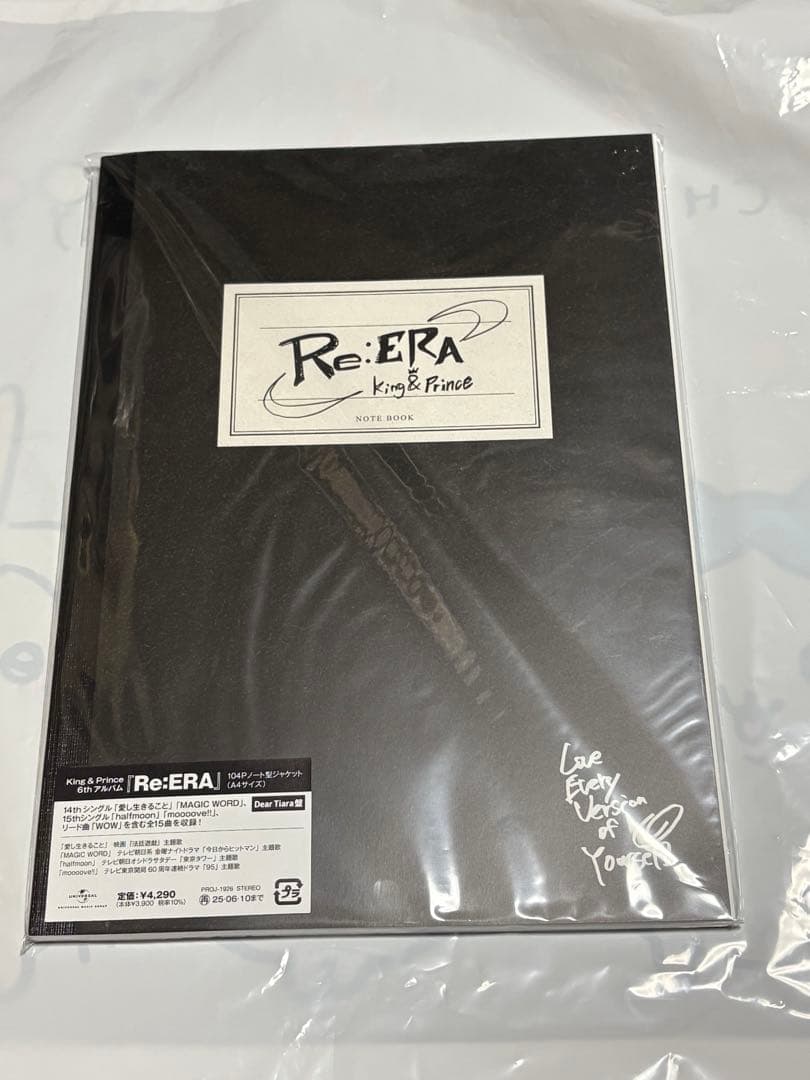 Re:ERA
King & Prince
NOTE BOOK
Love
Every
Version
of
Yourself
King & Prince
6th アルバム『Re:ERA』104Pノート型ジャケット
(A4サイズ)
14thシングル「愛し生きること」「MAGIC WORD」、
15thシングル「halfmoon」「moooove!!」、
リード曲「WOW」を含む全15曲を収録!
Dear Tiara盤
「愛し生きること」 映画『法廷遊戯』主題歌
「MAGIC WORD」 テレビ朝日系 金曜ナイトドラマ「今日からヒットマン」主題歌
「halfmoon」 テレビ朝日オシドラサタデー「東京タワー」主題歌
「moooove!!」 テレビ東京開局60周年連続ドラマ「95」主題歌
UNIVERSAL
UNIVERSAL MUSIC GROUP
定価:¥4,290
(本体¥3,900 税率10%)
PROJ-1926 STEREO
再 25・06・10まで
プラ